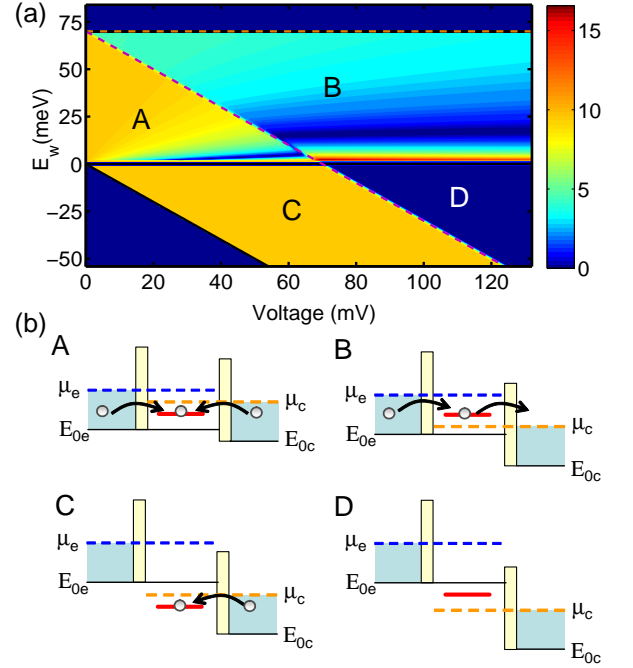 (a)
75
50
25
0
−25
−50
E_w (meV)
A
B
C
D
0 20 40 60 80 100 120
Voltage (mV)
15
10
5
0
(b)
A
μ_e
E_0e
μ_c
E_0c
B
μ_e
E_0e
μ_c
E_0c
C
μ_e
E_0e
μ_c
E_0c
D
μ_e
E_0e
μ_c
E_0c